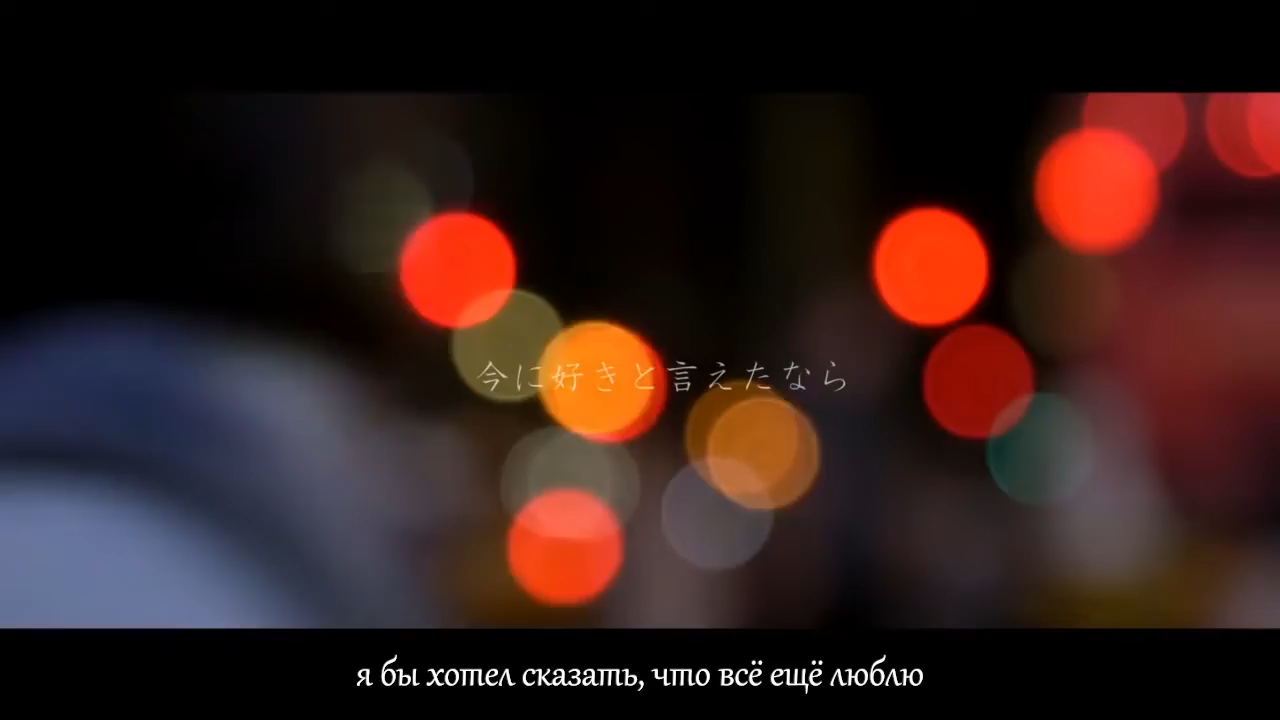 今に好きと言えたなら
я бы хотел сказать, что всё ещё люблю